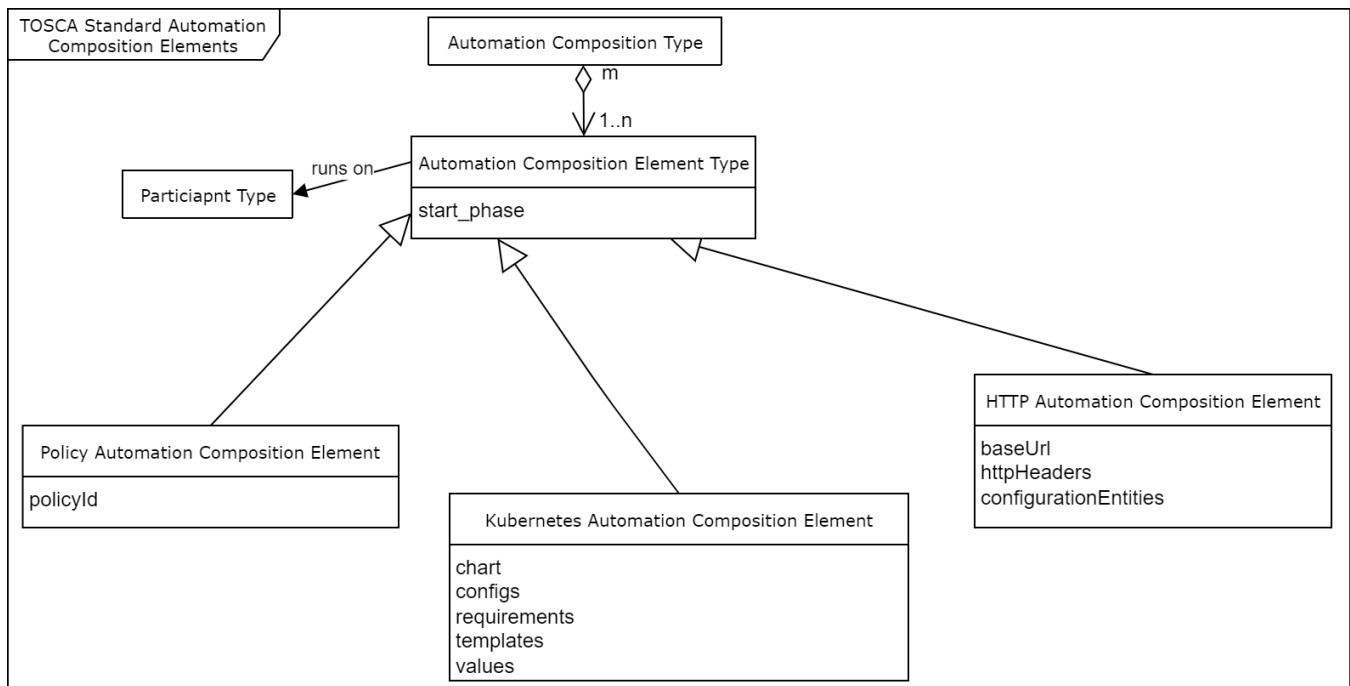 TOSCA Standard Automation
Composition Elements
Automation Composition Type
m
1..n
Automation Composition Element Type
start_phase
runs on
Particiapnt Type
Policy Automation Composition Element
policyId
Kubernetes Automation Composition Element
chart
configs
requirements
templates
values
HTTP Automation Composition Element
baseUrl
httpHeaders
configurationEntities